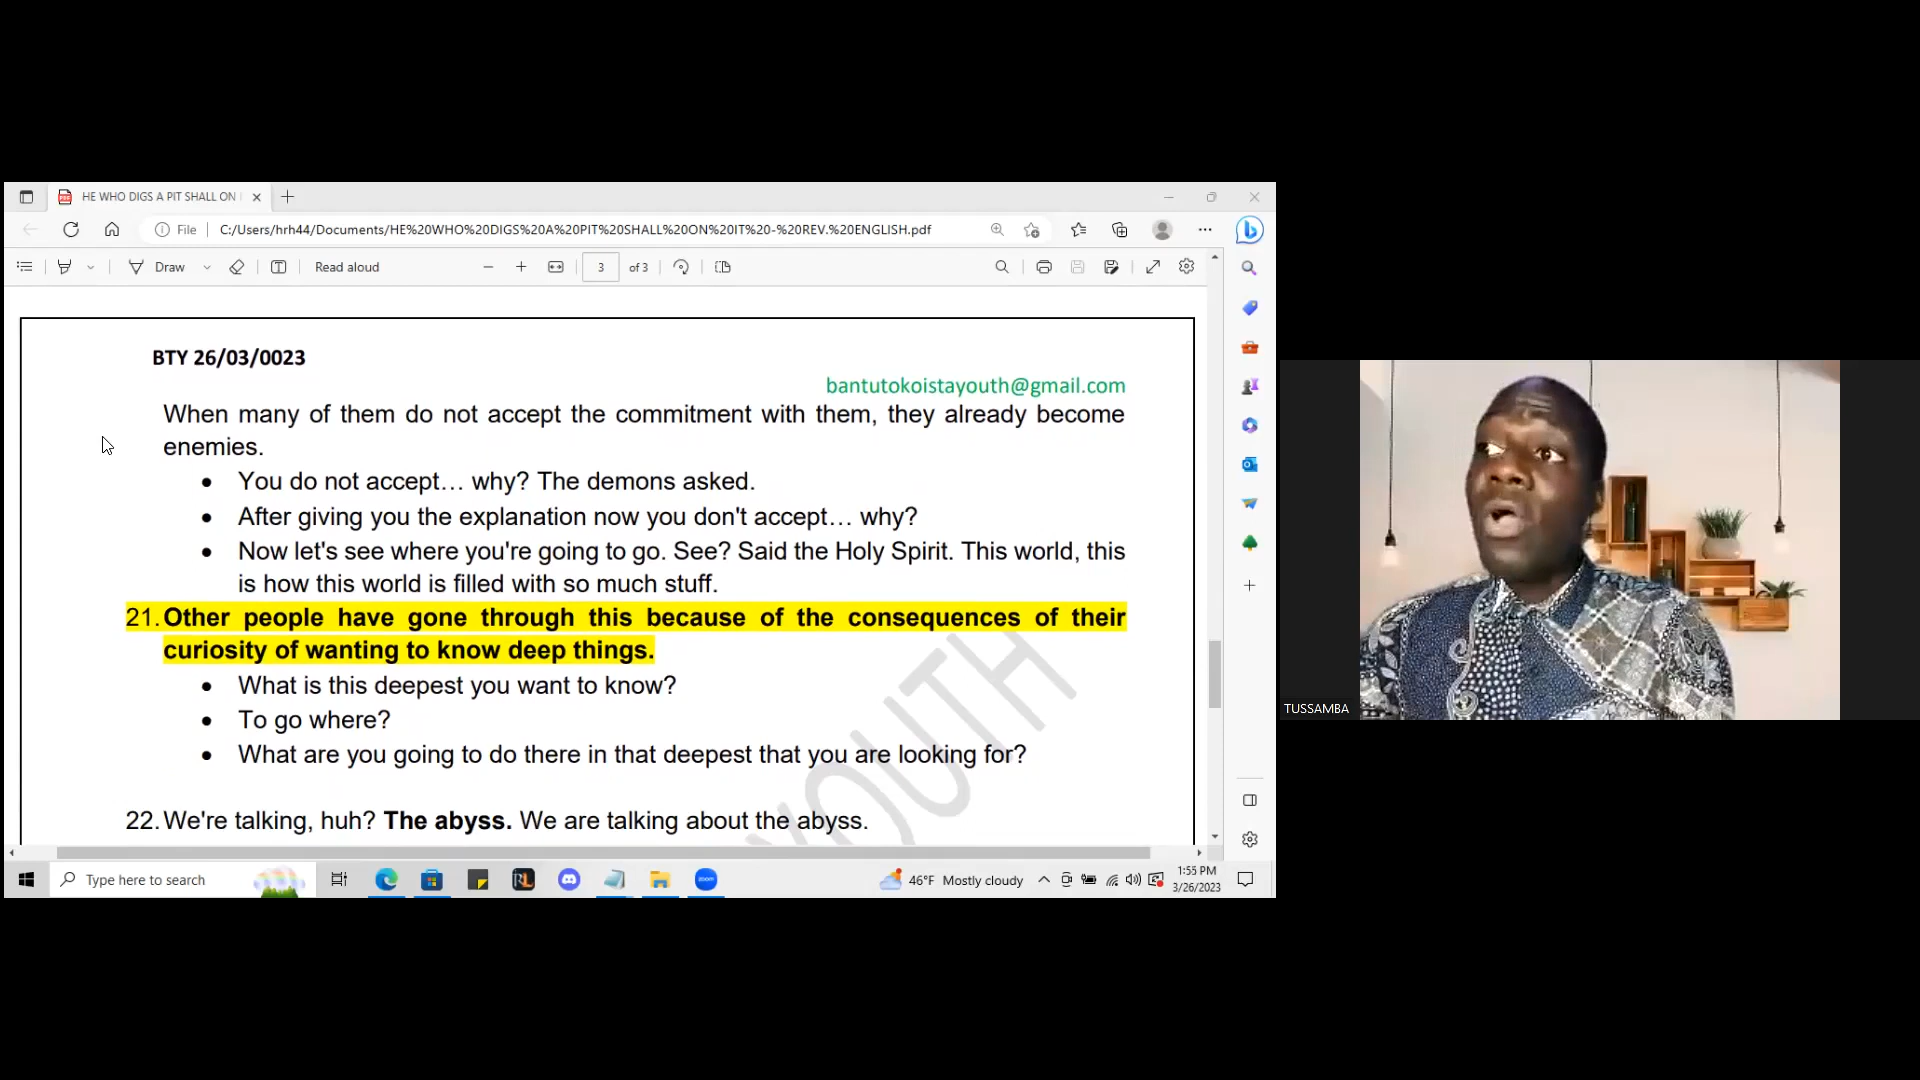 HE WHO DIGS A PIT SHALL ON
File
C:/Users/hrh44/Documents/HE%20WHO%20DIGS%20A%20PIT%20SHALL%20ON%20IT%20-%20REV.%20ENGLISH.pdf
Draw
Read aloud
3
of 3
BTY 26/03/0023
bantutokoistayouth@gmail.com
When many of them do not accept the commitment with them, they already become
enemies.
• You do not accept… why? The demons asked.
• After giving you the explanation now you don't accept… why?
• Now let's see where you're going to go. See? Said the Holy Spirit. This world, this
is how this world is filled with so much stuff.
21. Other people have gone through this because of the consequences of their
curiosity of wanting to know deep things.
• What is this deepest you want to know?
• To go where?
• What are you going to do there in that deepest that you are looking for?
22. We're talking, huh? The abyss. We are talking about the abyss.
YOUTH
TUSSAMBA
Type here to search
RL
zoom
46°F Mostly cloudy
1:55 PM
3/26/2023